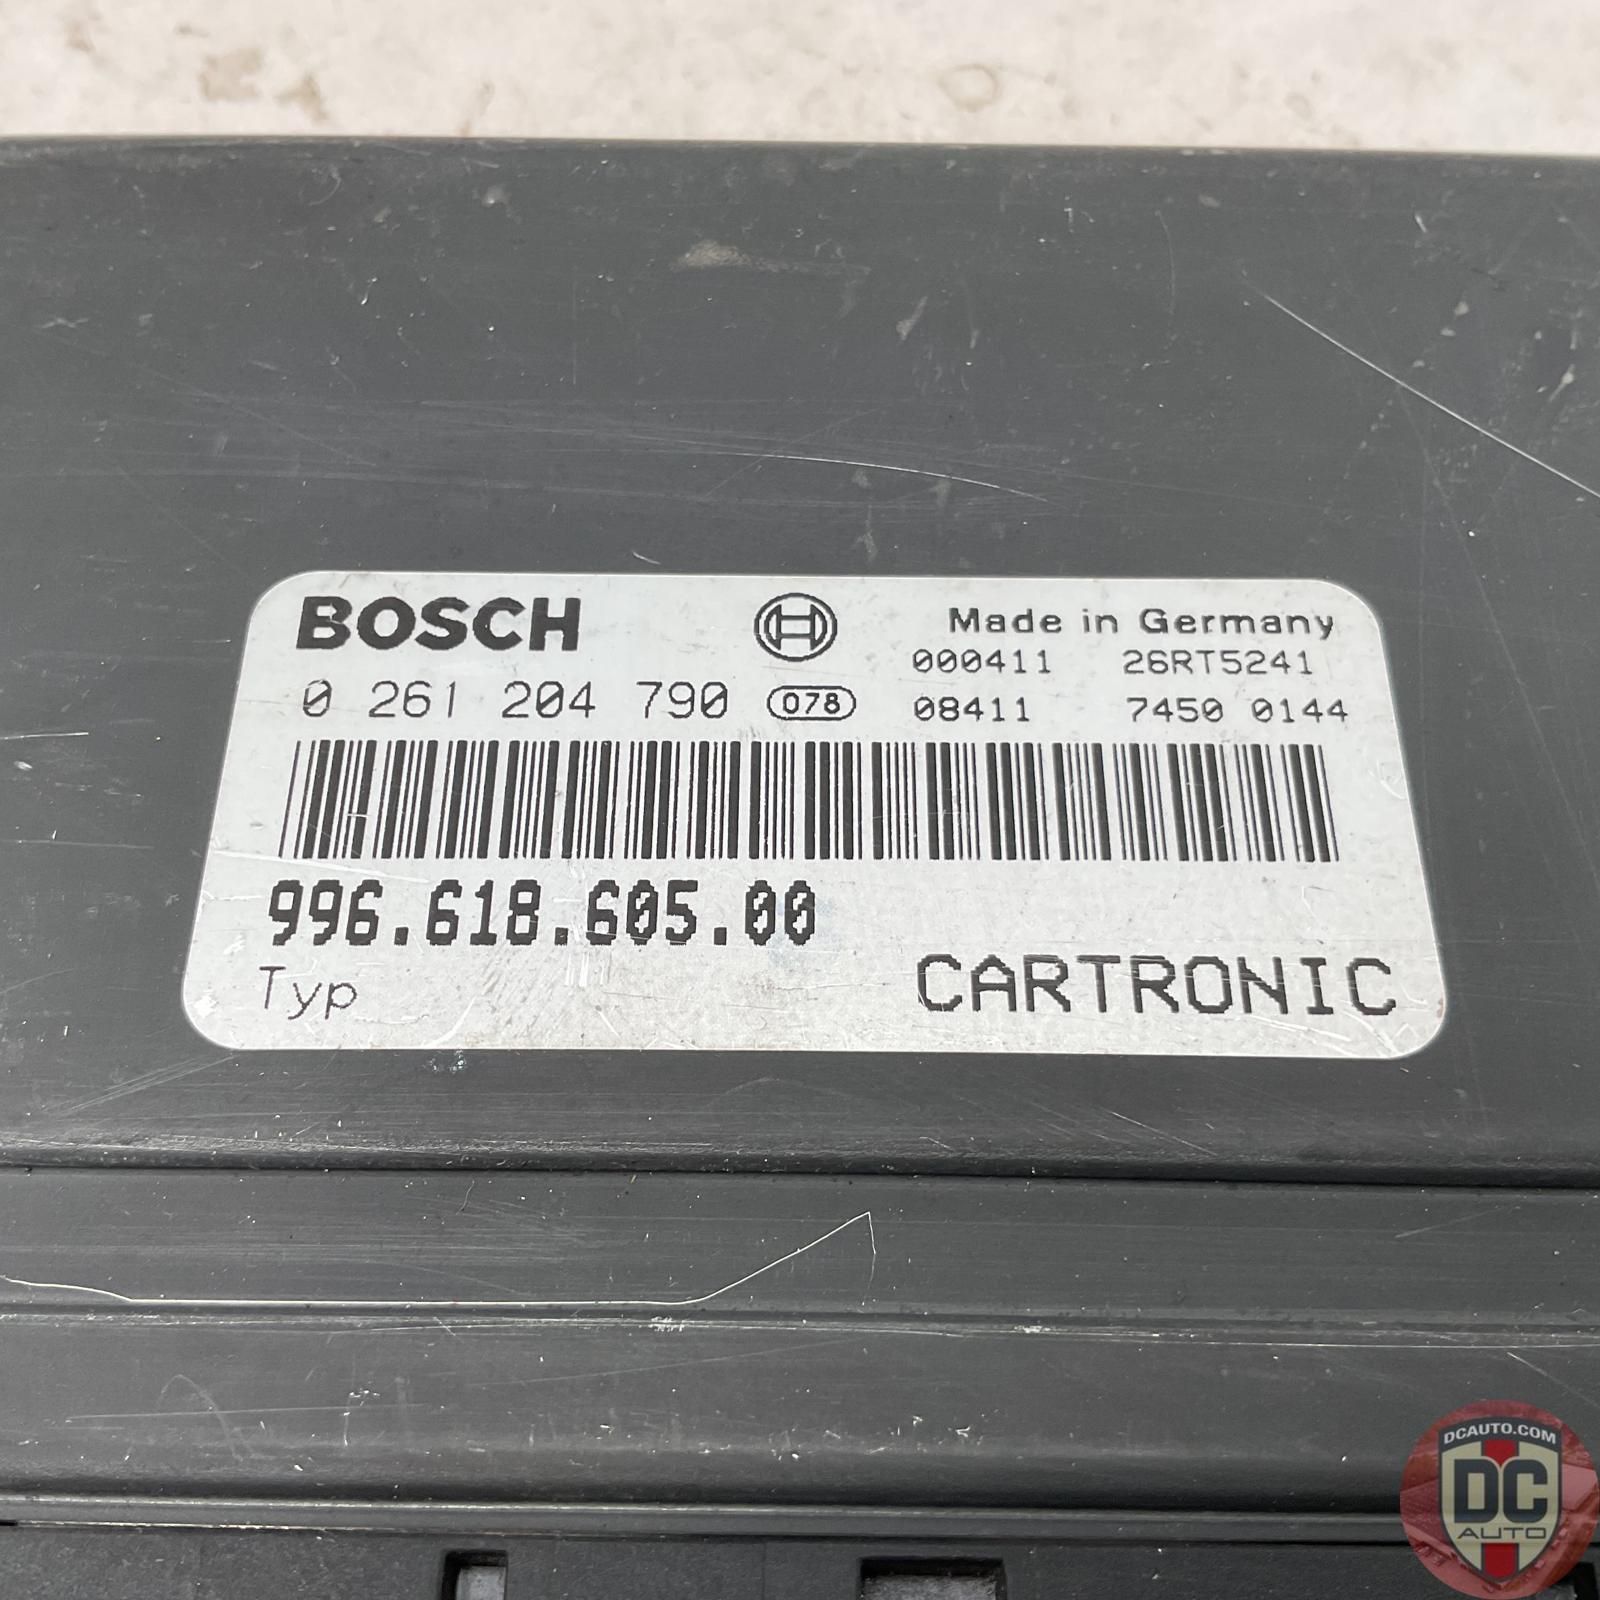 BOSCH
Made in Germany
000411 26RT5241
0 261 204 790 078 08411 7450 0144
996.618.605.00
Typ
CARTRONIC
DCAUTO.COM
DC
AUTO